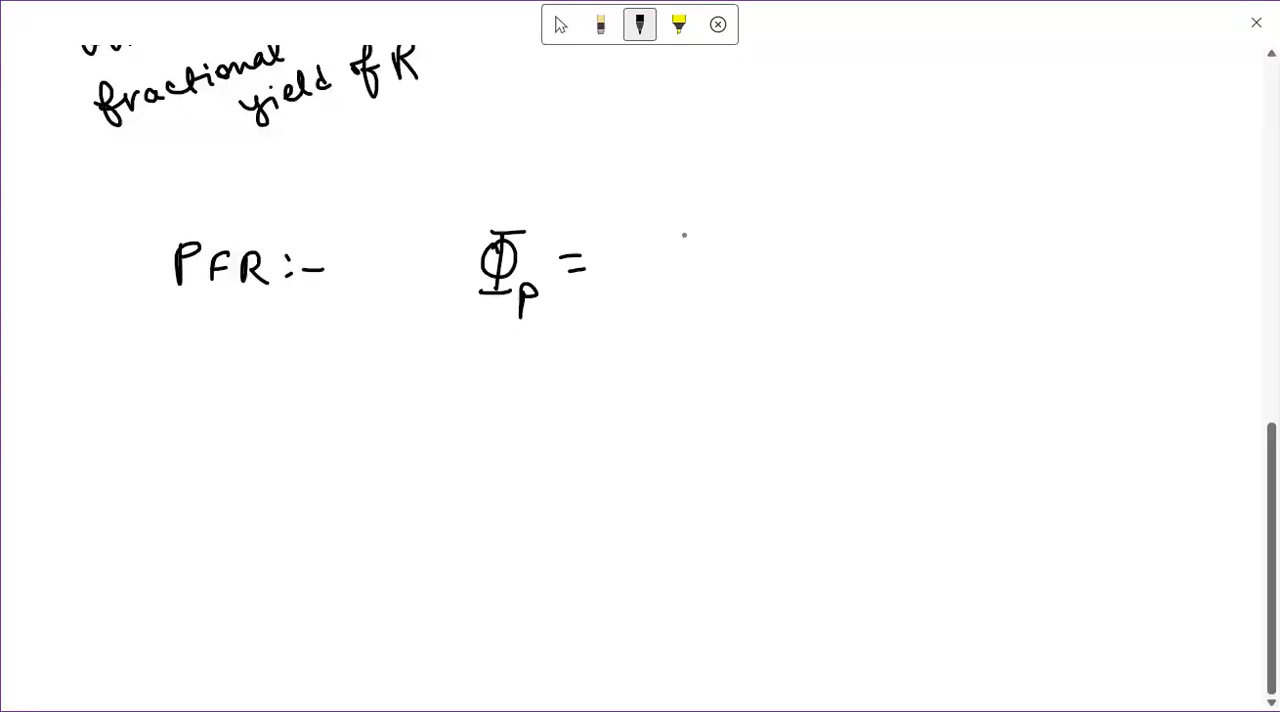 fractional
yield of R
PFR :- Φp =